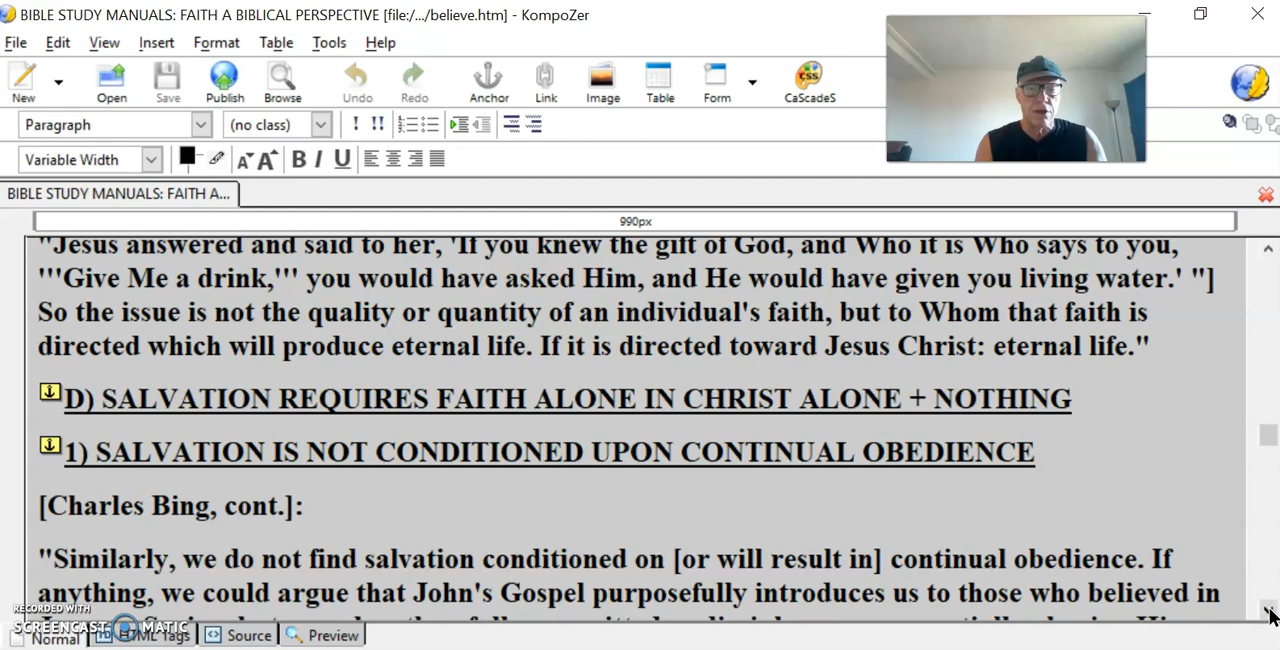 BIBLE STUDY MANUALS: FAITH A BIBLICAL PERSPECTIVE [file:/.../believe.htm] - KompoZer
File Edit View Insert Format Table Tools Help
New Open Save Publish Browse Undo Redo Anchor Link Image Table Form CaScadeS
Paragraph (no class) ! !!
Variable Width A A B I U
BIBLE STUDY MANUALS: FAITH A...
990px
"Jesus answered and said to her, 'If you knew the gift of God, and Who it is Who says to you,
'''Give Me a drink,''' you would have asked Him, and He would have given you living water.' "]
So the issue is not the quality or quantity of an individual's faith, but to Whom that faith is
directed which will produce eternal life. If it is directed toward Jesus Christ: eternal life."
D) SALVATION REQUIRES FAITH ALONE IN CHRIST ALONE + NOTHING
1) SALVATION IS NOT CONDITIONED UPON CONTINUAL OBEDIENCE
[Charles Bing, cont.]:
"Similarly, we do not find salvation conditioned on [or will result in] continual obedience. If
anything, we could argue that John's Gospel purposefully introduces us to those who believed in
RECORDED WITH
SCREENCAST MATIC
Normal HTML Tags Source Preview